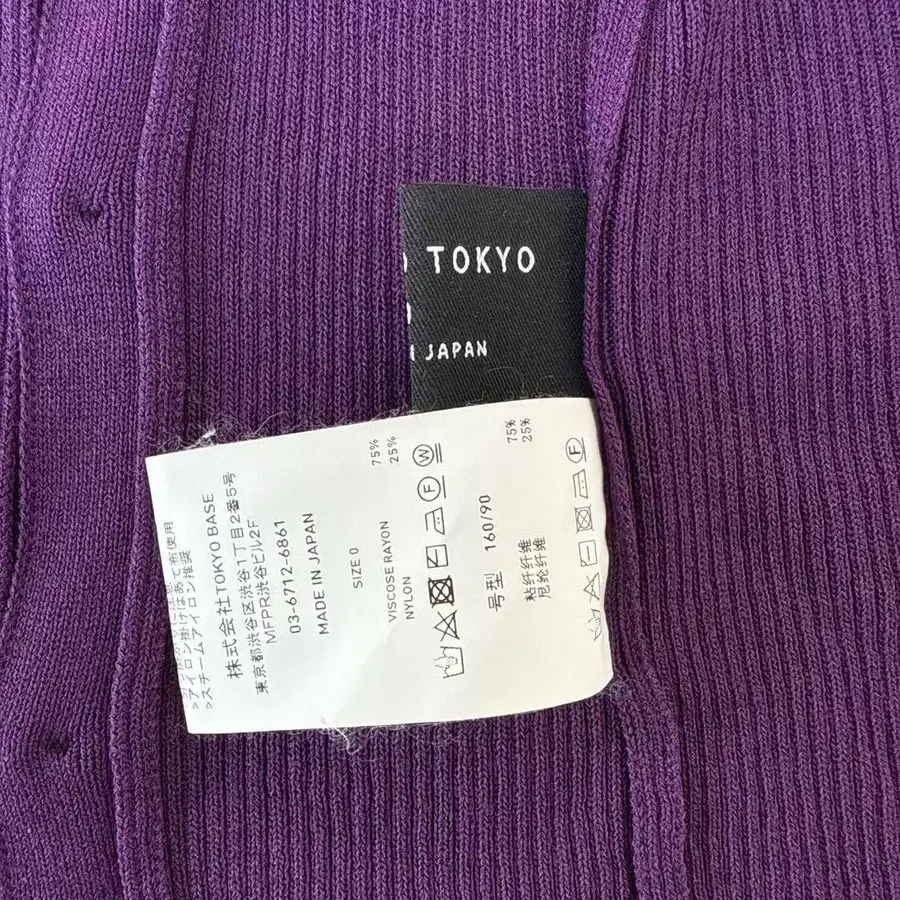 TOKYO
JAPAN
>アイロン掛けはあて布使用
>スチームアイロン推奨
株式会社TOKYO BASE
東京都渋谷区渋谷1丁目2番5号
MFPR渋谷ビル2F
03-6712-6861
MADE IN JAPAN
SIZE 0
VISCOSE RAYON 75%
NYLON 25%
W
F
号型 160/90
粘纤纤维 75%
尼纶纤维 25%
F